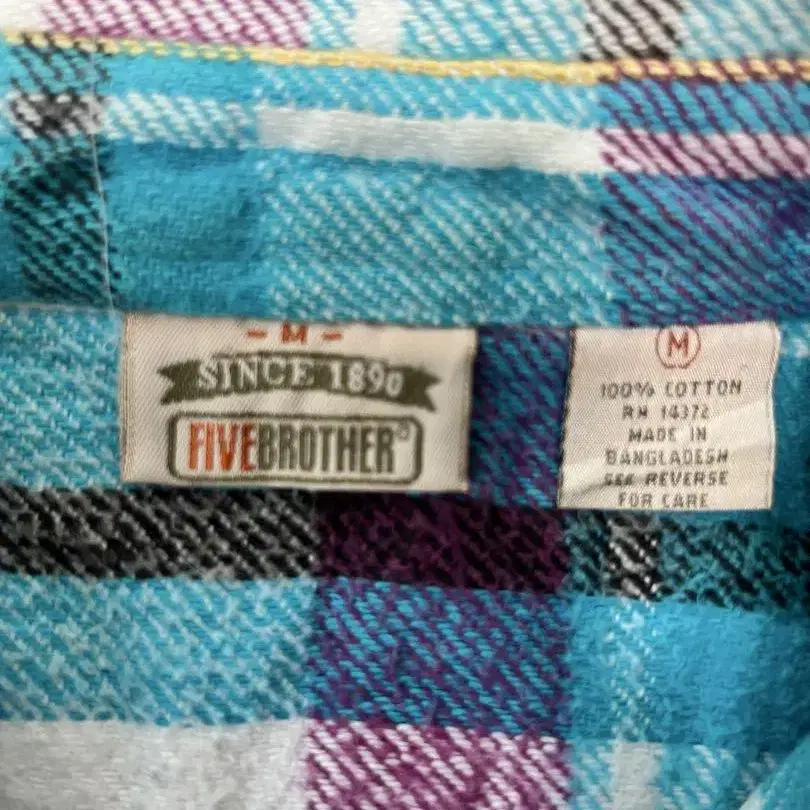 - M -
SINCE 1890
FIVEBROTHER®
M
100% COTTON
RN 14372
MADE IN
BANGLADESH
SEE REVERSE
FOR CARE